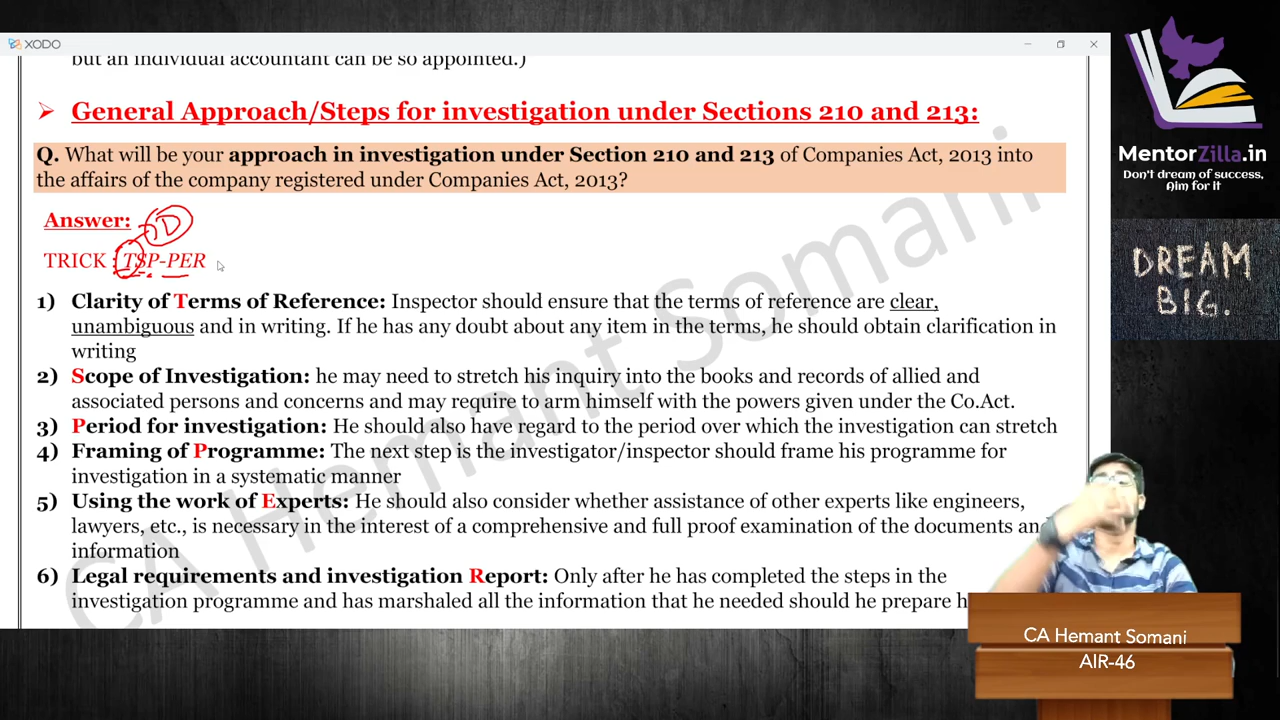 XODO
but an individual accountant can be so appointed.)
➢ General Approach/Steps for investigation under Sections 210 and 213:
Q. What will be your approach in investigation under Section 210 and 213 of Companies Act, 2013 into
the affairs of the company registered under Companies Act, 2013?
Answer: D
TRICK : TSP-PER
1) Clarity of Terms of Reference: Inspector should ensure that the terms of reference are clear,
unambiguous and in writing. If he has any doubt about any item in the terms, he should obtain clarification in
writing
2) Scope of Investigation: he may need to stretch his inquiry into the books and records of allied and
associated persons and concerns and may require to arm himself with the powers given under the Co.Act.
3) Period for investigation: He should also have regard to the period over which the investigation can stretch
4) Framing of Programme: The next step is the investigator/inspector should frame his programme for
investigation in a systematic manner
5) Using the work of Experts: He should also consider whether assistance of other experts like engineers,
lawyers, etc., is necessary in the interest of a comprehensive and full proof examination of the documents
information
6) Legal requirements and investigation Report: Only after he has completed the steps in the
investigation programme and has marshaled all the information that he needed should he prepare
CA Hemant Somani
MentorZilla.in
Don't dream of success,
Aim for it
DREAM
BIG.
CA Hemant Somani
AIR-46